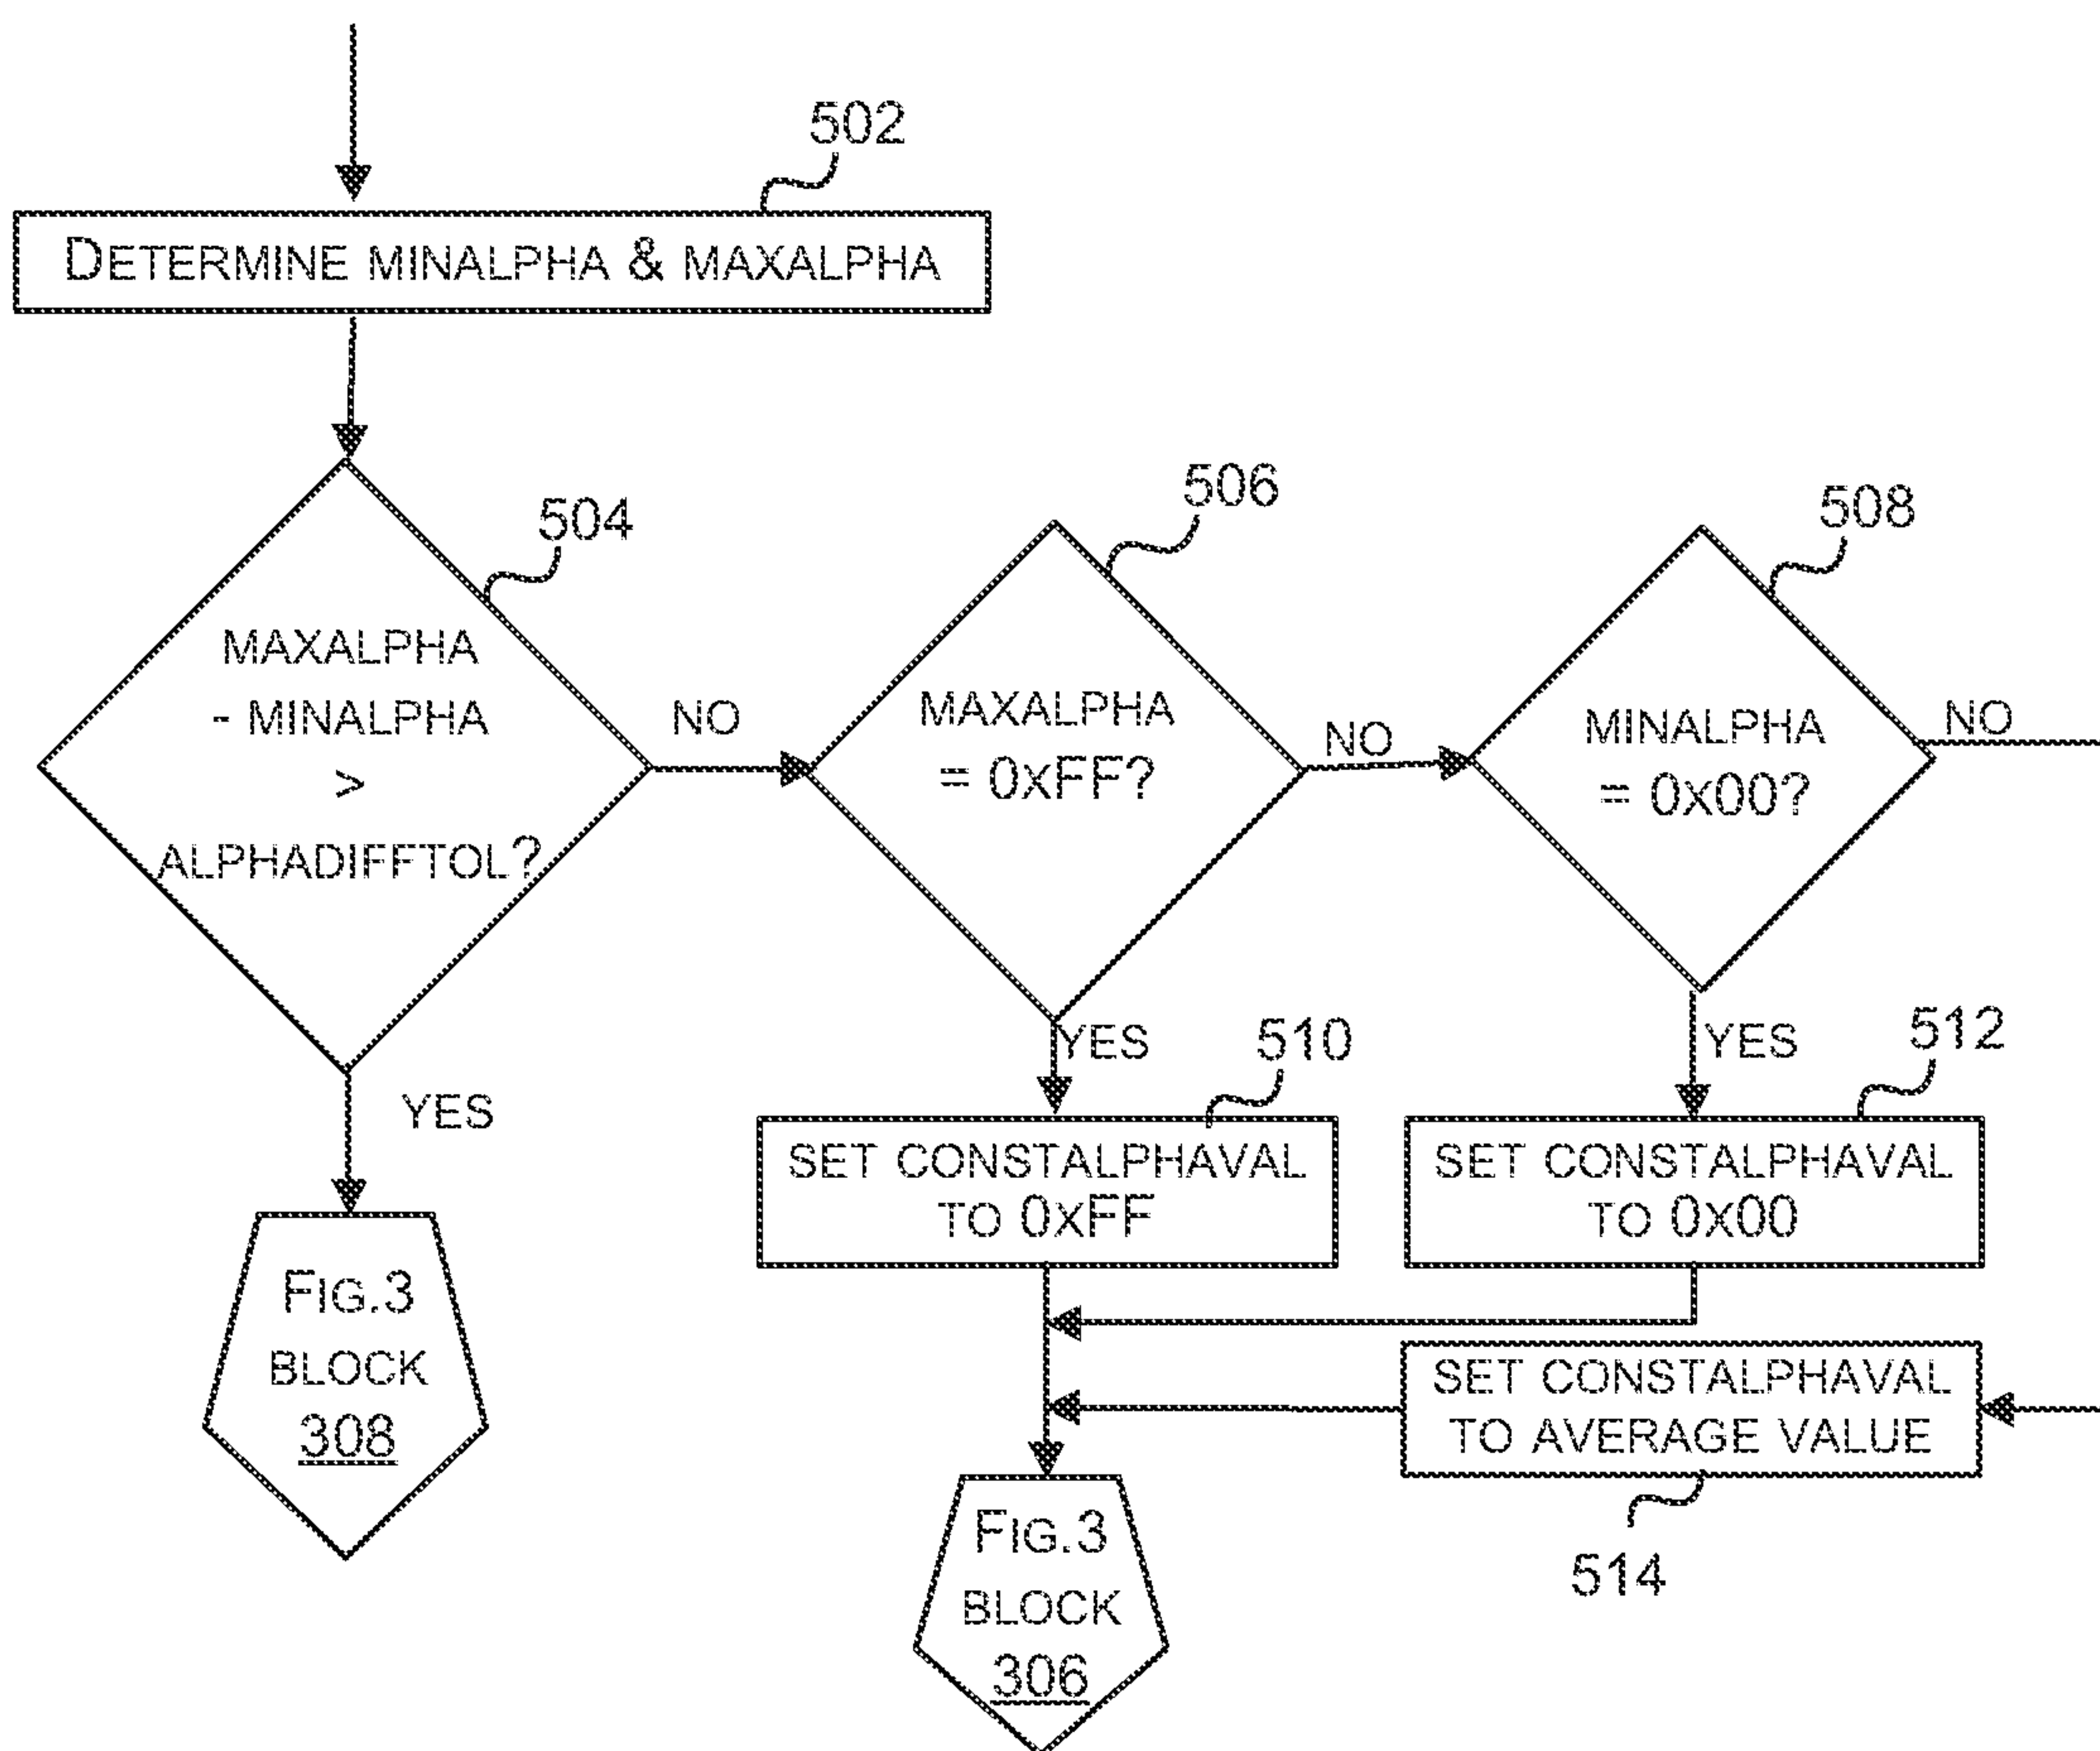 502
DETERMINE MINALPHA & MAXALPHA
504
MAXALPHA
- MINALPHA
>
ALPHADIFFTOL?
NO
YES
506
MAXALPHA
= 0XFF?
NO
YES
508
MINALPHA
= 0X00?
NO
YES
510
SET CONSTALPHAVAL
TO 0XFF
512
SET CONSTALPHAVAL
TO 0X00
SET CONSTALPHAVAL
TO AVERAGE VALUE
514
FIG.3
BLOCK
308
FIG.3
BLOCK
306